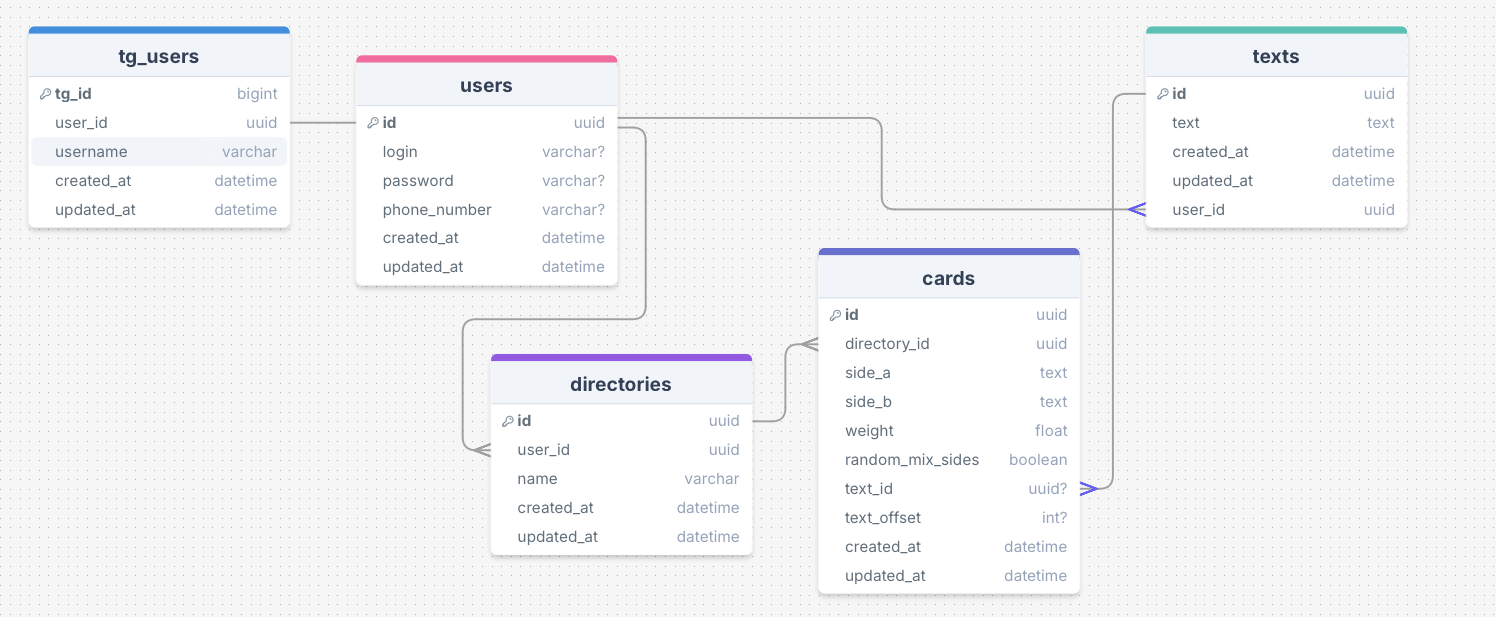 tg_users
tg_id bigint
user_id uuid
username varchar
created_at datetime
updated_at datetime
users
id uuid
login varchar?
password varchar?
phone_number varchar?
created_at datetime
updated_at datetime
texts
id uuid
text text
created_at datetime
updated_at datetime
user_id uuid
directories
id uuid
user_id uuid
name varchar
created_at datetime
updated_at datetime
cards
id uuid
directory_id uuid
side_a text
side_b text
weight float
random_mix_sides boolean
text_id uuid?
text_offset int?
created_at datetime
updated_at datetime